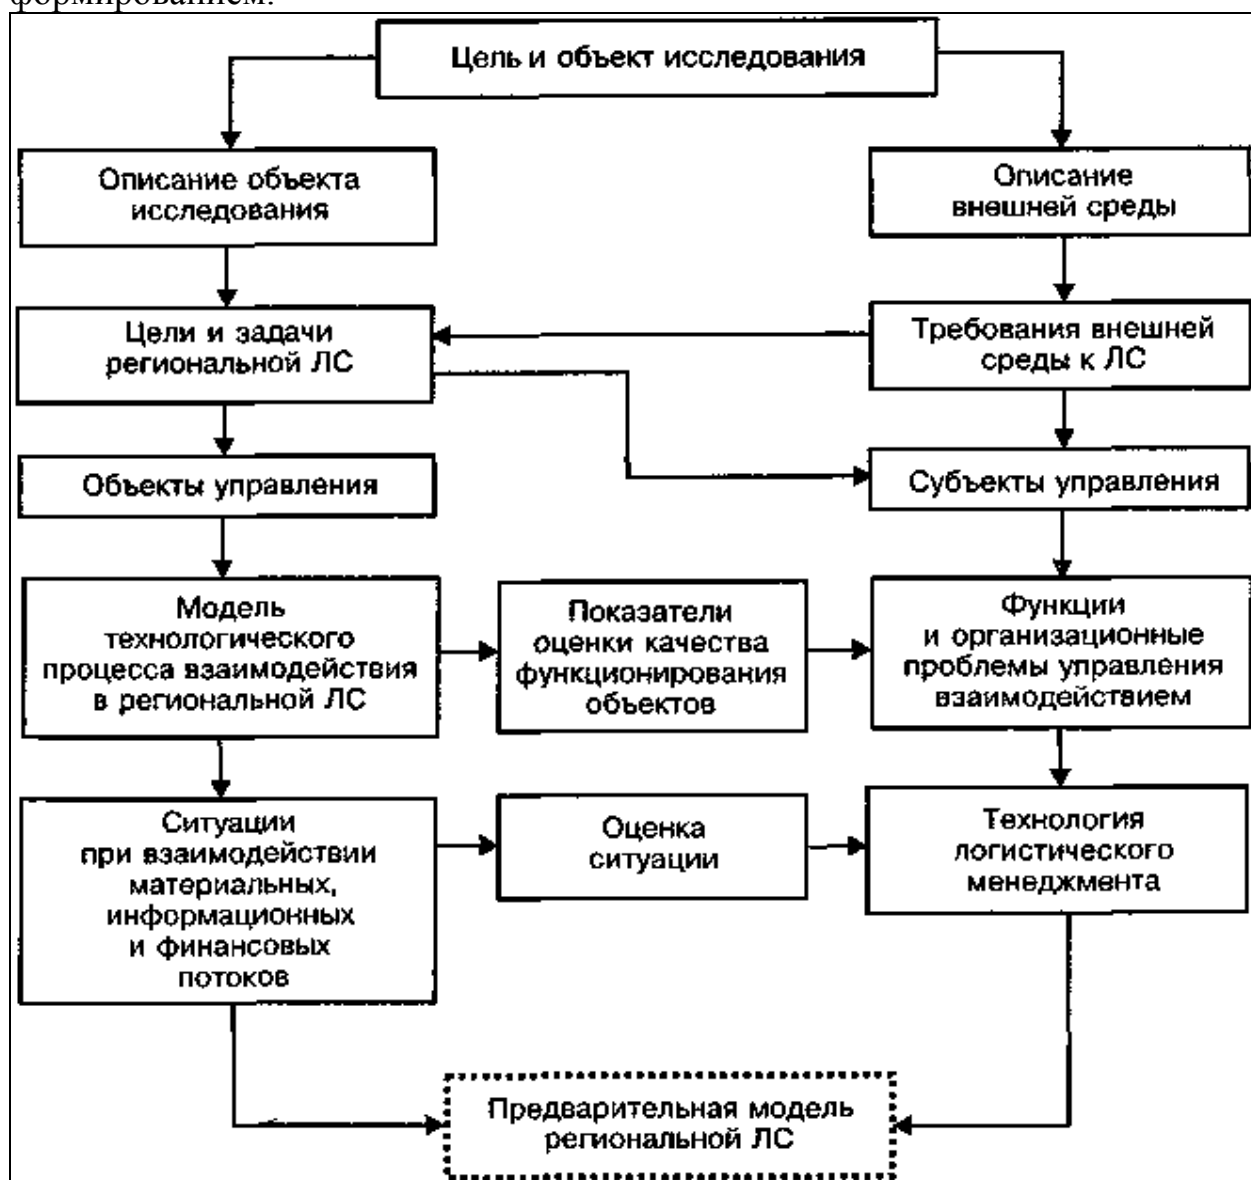 формированием.
Цель и объект исследования
Описание объекта
исследования
Описание
внешней среды
Цели и задачи
региональной ЛС
Требования внешней
среды к ЛС
Объекты управления
Субъекты управления
Модель
технологического
процесса взаимодействия
в региональной ЛС
Показатели
оценки качества
функционирования
объектов
Функции
и организационные
проблемы управления
взаимодействием
Ситуации
при взаимодействии
материальных,
информационных
и финансовых
потоков
Оценка
ситуации
Технология
логистического
менеджмента
Предварительная модель
региональной ЛС